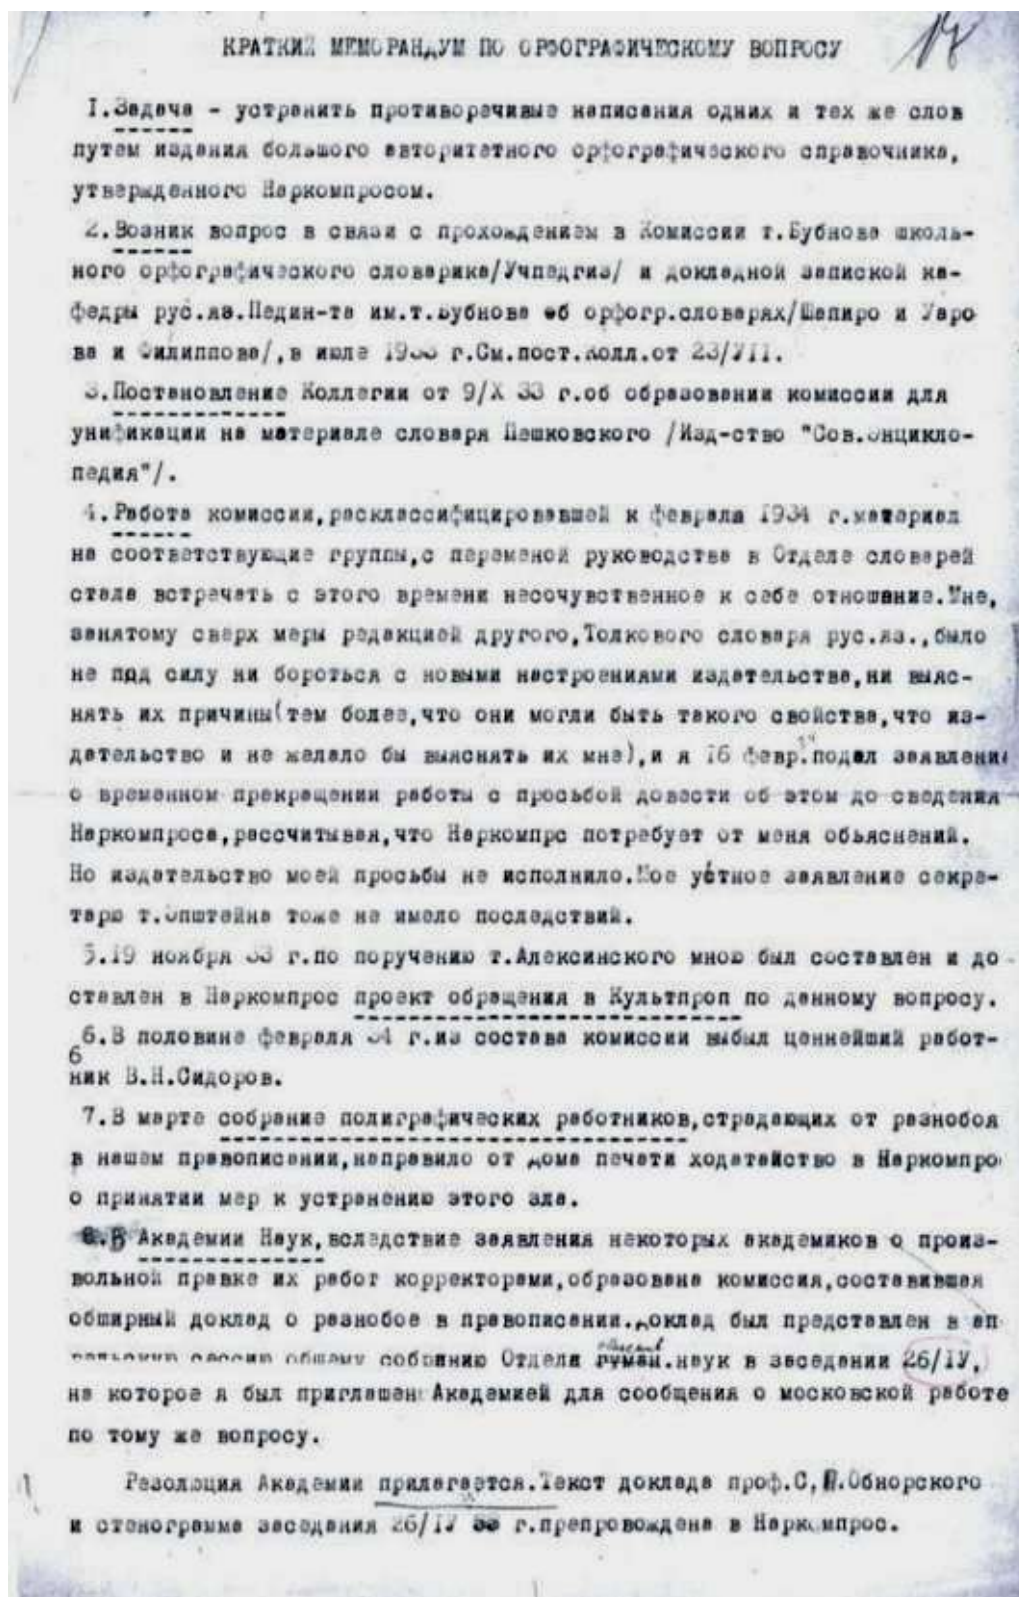 КРАТКИЙ МЕМОРАНДУМ ПО ОРФОГРАФИЧЕСКОМУ ВОПРОСУ
1.Задача - устранить противоречивые написания одних и тех же слов
путем издания большого авторитетного орфографического справочника,
утвержденного Наркомпросом.
2.Возник вопрос в связи с прохождением в Комиссии т.Бубнова школь-
ного орфографического словарика/Учпедгиз/ и докладной запиской ка-
федры рус.яз.Педин-та им.т.Бубнова об орфогр.словарях/Шапиро и Уаро
ва и Филиппова/,в июле 1933 г.См.пост.Колл.от 23/VII.
3.Постановление Коллегии от 9/X 33 г.об образовании комиссии для
унификации на материале словаря Пешковского /Изд-ство "Сов.Энцикло-
педия"/.
4.Работа комиссии,расклассифицировавшей к февралю 1934 г.материал
на соответствующие группы,с переменой руководства в Отделе словарей
стала встречать с этого времени несочувственное к себе отношение.Мне,
занятому сверх меры редакцией другого,Толкового словаря рус.яз.,было
не под силу ни бороться с новыми настроениями издательства,ни выяс-
нять их причины(тем более,что они могли быть такого свойства,что из-
дательство и не желало бы выяснять их мне),и я 16 февр.подал заявление
о временном прекращении работы с просьбой довести об этом до сведения
Наркомпроса,рассчитывая,что Наркомпрс потребует от меня обьяснений.
Но издательство моей просьбы не исполнило.Мое устное заявление секре-
тарю т.Эпштейна тоже не имело последствий.
5.19 ноября 33 г.по поручению т.Алексинского мною был составлен и до-
ставлен в Наркомпрос проект обращения в Культпроп по данному вопросу.
6.В половине февраля 34 г.из состава комиссии выбыл ценнейший работ-
6
ник В.Н.Сидоров.
7.В марте собрание полиграфических работников,страдающих от разнобоя
в нашем правописании,направило от Дома печати ходатайство в Наркомпро
о принятии мер к устранению этого зла.
8.В Академии Наук,вследствие заявления некоторых академиков о произ-
вольной правке их работ корректорами,образована комиссия,составившая
обширный доклад о разнобое в правописании.Доклад был представлен в ап
рельскую сессию общему собранию Отдела гуман.наук в заседании 26/IV,
на которое я был приглашен Академией для сообщения о московской работе
по тому же вопросу.
Резолюция Академии прилагается.Текст доклада проф.С.П.Обнорского
и стенограмма заседания 26/IV г.препровождена в Наркомпрос.